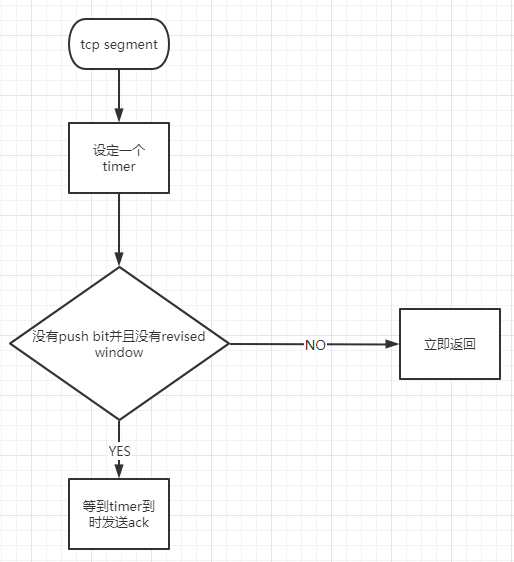 tcp segment
设定一个
timer
没有push bit并且没有revised
window
NO
立即返回
YES
等到timer到
时发送ack